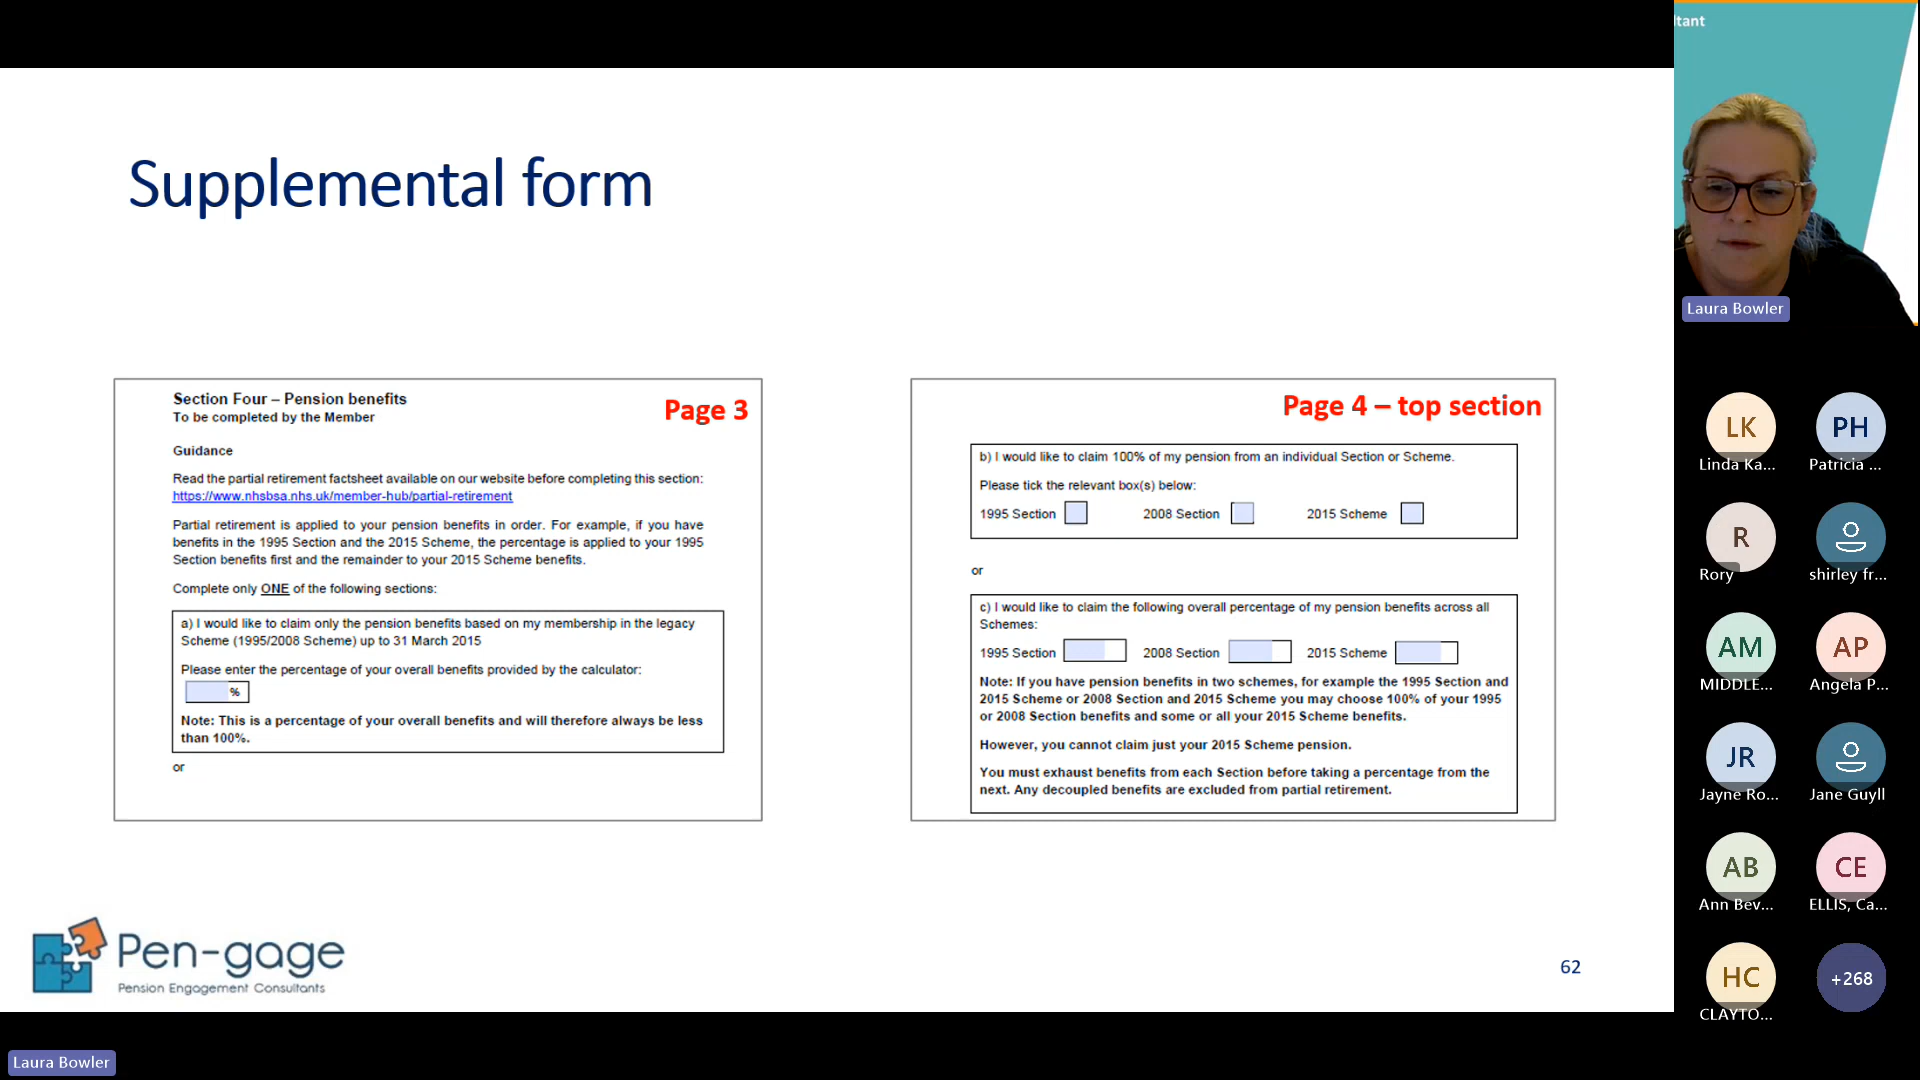 ltant
Supplemental form
Section Four – Pension benefits
To be completed by the Member
Page 3
Guidance
Read the partial retirement factsheet available on our website before completing this section:
https://www.nhsbsa.nhs.uk/member-hub/partial-retirement
Partial retirement is applied to your pension benefits in order. For example, if you have
benefits in the 1995 Section and the 2015 Scheme, the percentage is applied to your 1995
Section benefits first and the remainder to your 2015 Scheme benefits.
Complete only ONE of the following sections:
a) I would like to claim only the pension benefits based on my membership in the legacy
Scheme (1995/2008 Scheme) up to 31 March 2015
Please enter the percentage of your overall benefits provided by the calculator:
%
Note: This is a percentage of your overall benefits and will therefore always be less
than 100%.
or
Page 4 – top section
b) I would like to claim 100% of my pension from an individual Section or Scheme.
Please tick the relevant box(s) below:
1995 Section 2008 Section 2015 Scheme
or
c) I would like to claim the following overall percentage of my pension benefits across all
Schemes:
1995 Section 2008 Section 2015 Scheme
Note: If you have pension benefits in two schemes, for example the 1995 Section and
2015 Scheme or 2008 Section and 2015 Scheme you may choose 100% of your 1995
or 2008 Section benefits and some or all your 2015 Scheme benefits.
However, you cannot claim just your 2015 Scheme pension.
You must exhaust benefits from each Section before taking a percentage from the
next. Any decoupled benefits are excluded from partial retirement.
Pen-gage
Pension Engagement Consultants
62
Laura Bowler
Laura Bowler
LK PH
Linda Ka... Patricia ...
R
Rory shirley fr...
AM AP
MIDDLE... Angela P...
JR
Jayne Ro... Jane Guyll
AB CE
Ann Bev... ELLIS, Ca...
HC +268
CLAYTO...